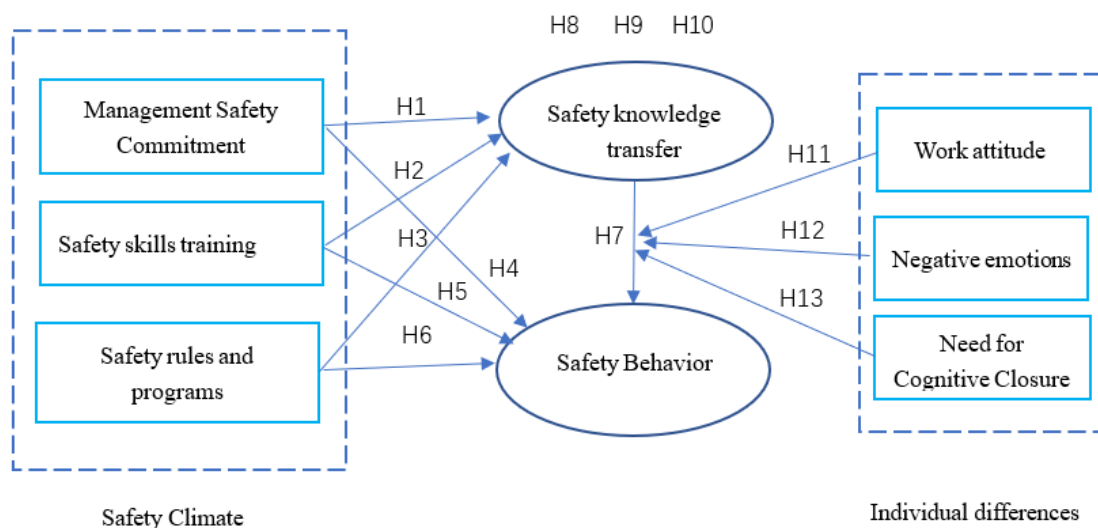 H8 H9 H10
Management Safety
Commitment
H1
Safety knowledge
transfer
H11
Work attitude
H2
Safety skills training
H3
H7
H12
Negative emotions
H4
H5
H13
H6
Safety rules and
programs
Safety Behavior
Need for
Cognitive Closure
Safety Climate
Individual differences